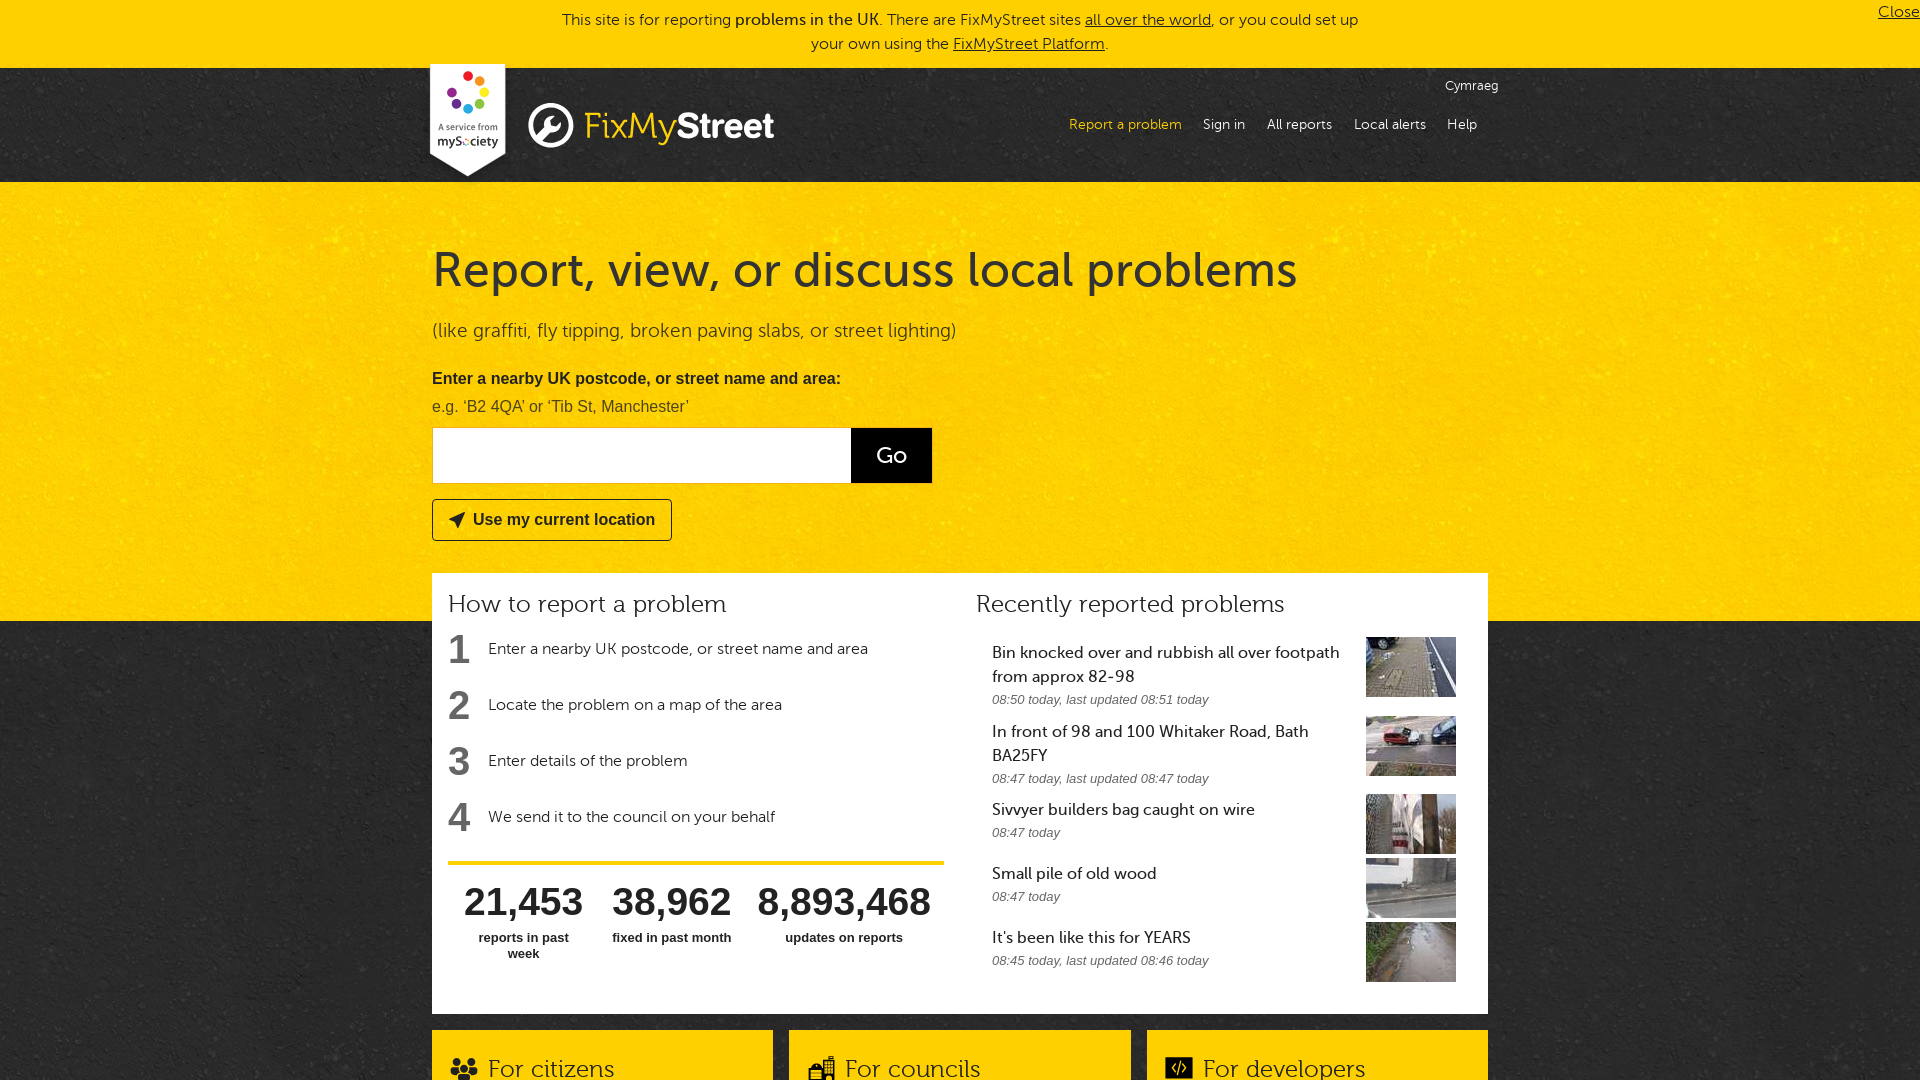 This site is for reporting problems in the UK. There are FixMyStreet sites all over the world, or you could set up
your own using the FixMyStreet Platform.
Close
A service from
mySociety
FixMyStreet
Cymraeg
Report a problem
Sign in
All reports
Local alerts
Help
Report, view, or discuss local problems
(like graffiti, fly tipping, broken paving slabs, or street lighting)
Enter a nearby UK postcode, or street name and area:
e.g. ‘B2 4QA’ or ‘Tib St, Manchester’
Go
Use my current location
How to report a problem
1 Enter a nearby UK postcode, or street name and area
2 Locate the problem on a map of the area
3 Enter details of the problem
4 We send it to the council on your behalf
21,453
reports in past
week
38,962
fixed in past month
8,893,468
updates on reports
Recently reported problems
Bin knocked over and rubbish all over footpath
from approx 82-98
08:50 today, last updated 08:51 today
In front of 98 and 100 Whitaker Road, Bath
BA25FY
08:47 today, last updated 08:47 today
Sivvyer builders bag caught on wire
08:47 today
Small pile of old wood
08:47 today
It's been like this for YEARS
08:45 today, last updated 08:46 today
For citizens
For councils
For developers